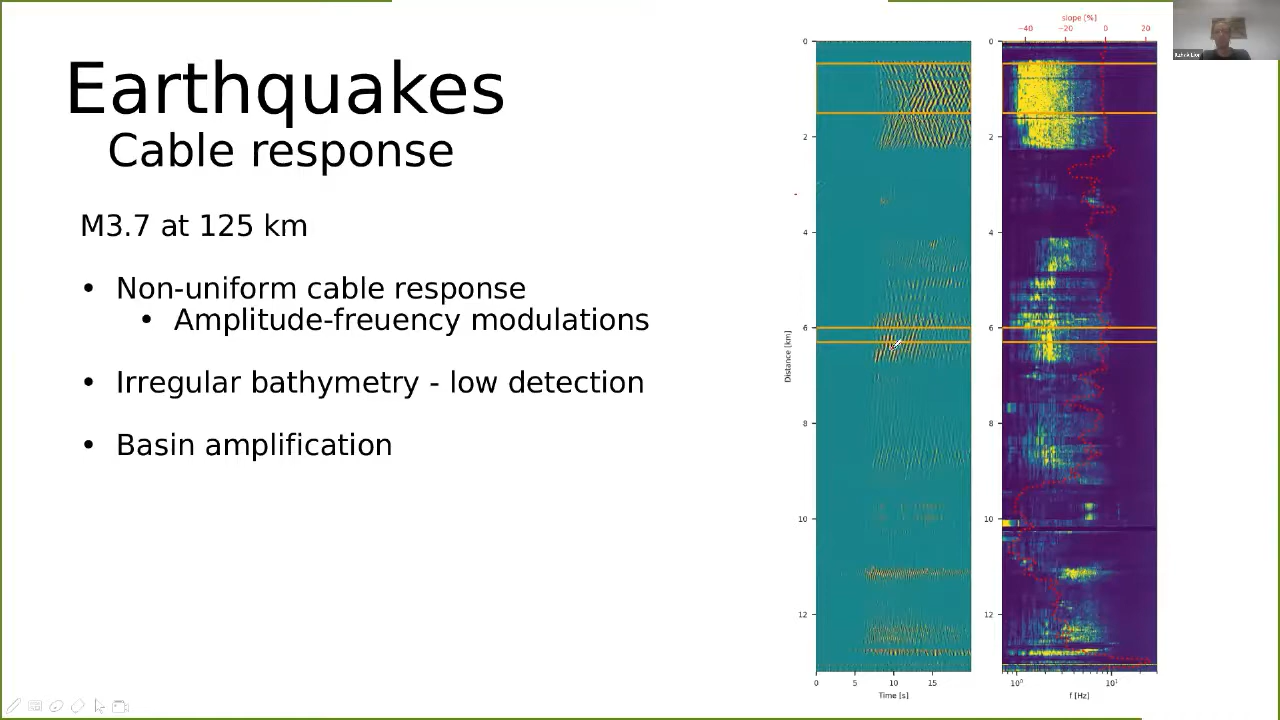 Earthquakes
Cable response
M3.7 at 125 km
• Non-uniform cable response
• Amplitude-freuency modulations
• Irregular bathymetry - low detection
• Basin amplification
slope [%]
−40 −20 0 20
0 0
2 2
4 4
6 6
8 8
10 10
12 12
Distance [km]
0 5 10 15
10⁰ 10¹
Time [s]
f [Hz]